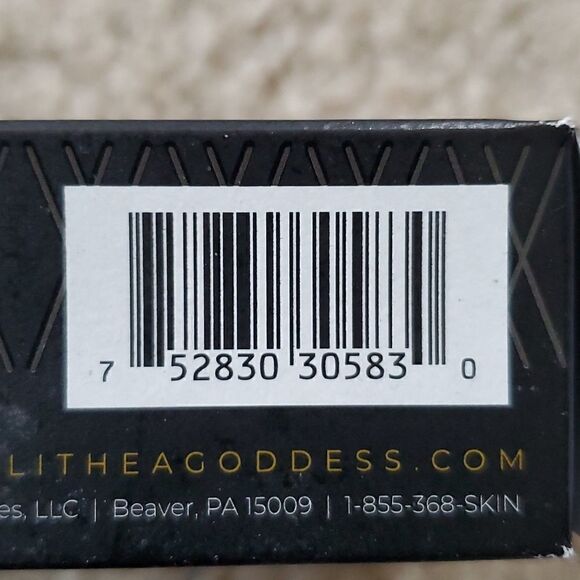 7 52830 30583 0
LITHEAGODDESS.COM
es, LLC | Beaver, PA 15009 | 1-855-368-SKIN